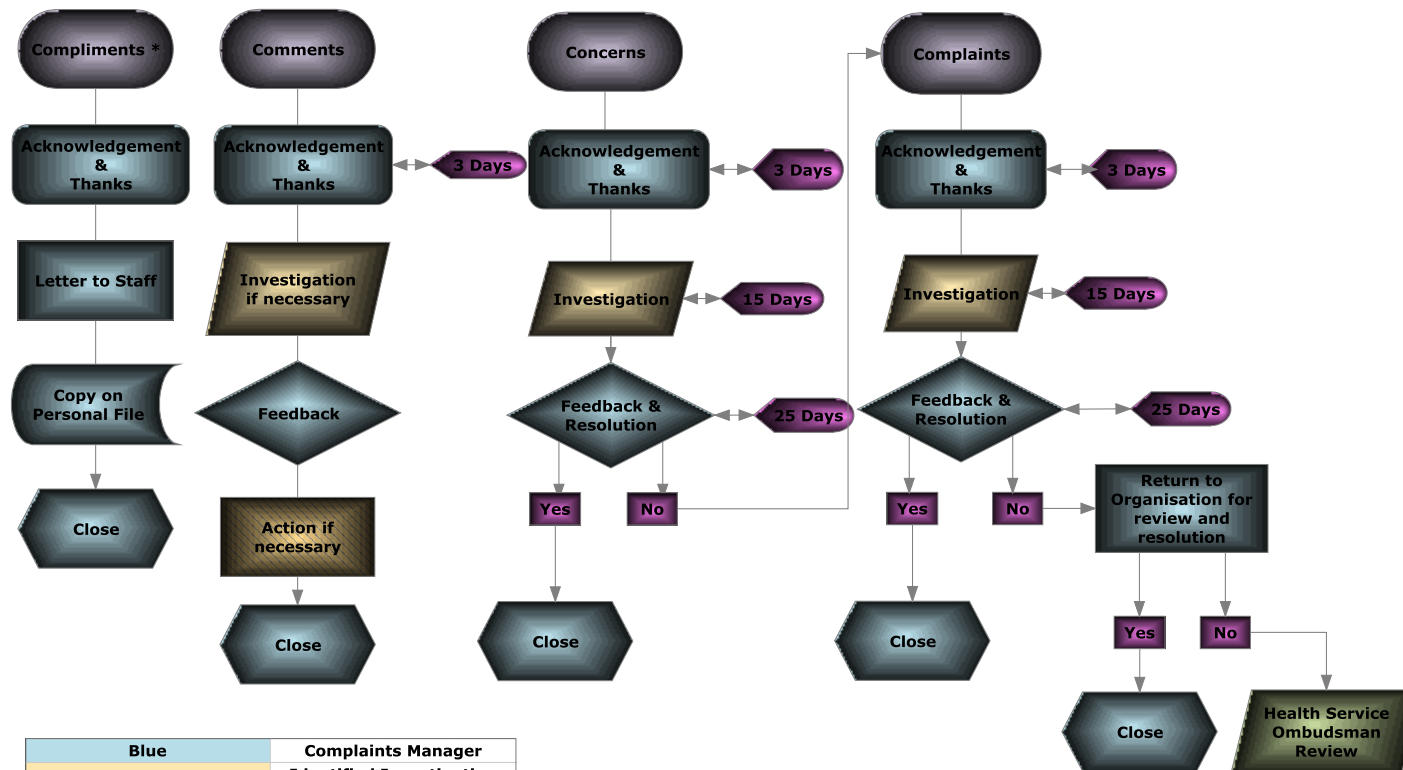 Compliments *
Comments
Concerns
Complaints
Acknowledgement
&
Thanks
Acknowledgement
&
Thanks
3 Days
Acknowledgement
&
Thanks
3 Days
Acknowledgement
&
Thanks
3 Days
Letter to Staff
Investigation
if necessary
Investigation
15 Days
Investigation
15 Days
Copy on
Personal File
Feedback
Feedback &
Resolution
25 Days
Feedback &
Resolution
25 Days
Close
Action if
necessary
Yes
No
Yes
No
Return to
Organisation for
review and
resolution
Close
Close
Close
Yes
No
Close
Health Service
Ombudsman
Review
Blue
Complaints Manager